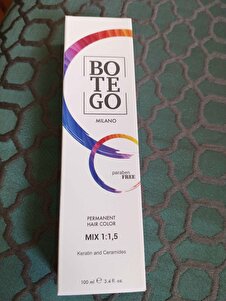 BO
TE
GO
MILANO
paraben
FREE
PERMANENT
HAIR COLOR
MIX 1:1,5
Keratin and Ceramides
100 ml ℮ 3.4 fl. oz.